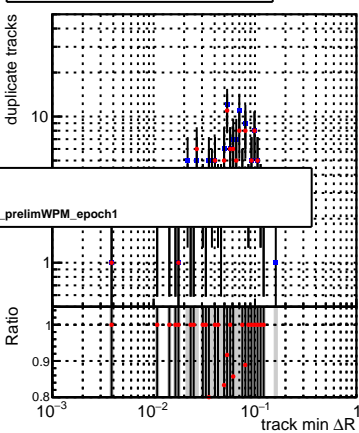 duplicate tracks
10
_prelimWPM_epoch1
1
Ratio
1
0.9
0.8
10⁻³
10⁻²
10⁻¹
1
track min ΔR